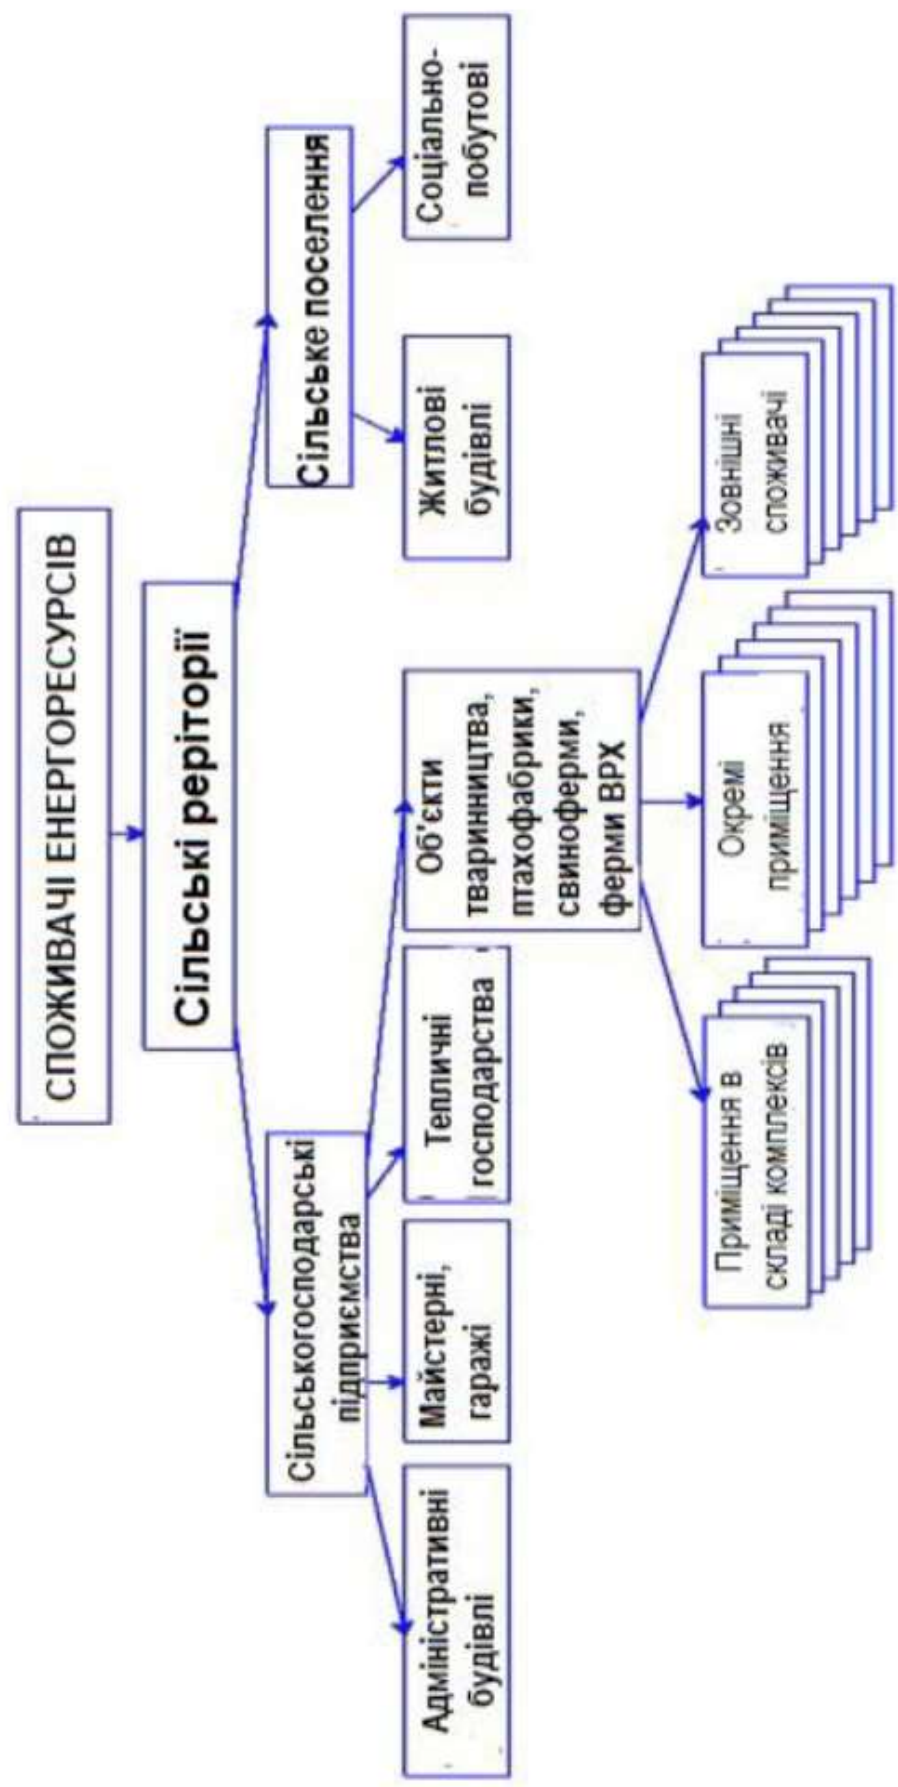 СПОЖИВАЧІ ЕНЕРГОРЕСУРСІВ
Сільські реріторії
Сільськогосподарські
підприємства
Сільське поселення
Адміністративні
будівлі
Майстерні,
гаражі
Тепличні
господарства
Об'єкти
тваринництва,
птахофабрики,
свиноферми,
ферми ВРХ
Житлові
будівлі
Соціально-
побутові
Приміщення в
складі комплексів
Окремі
приміщення
Зовнішні
споживачі